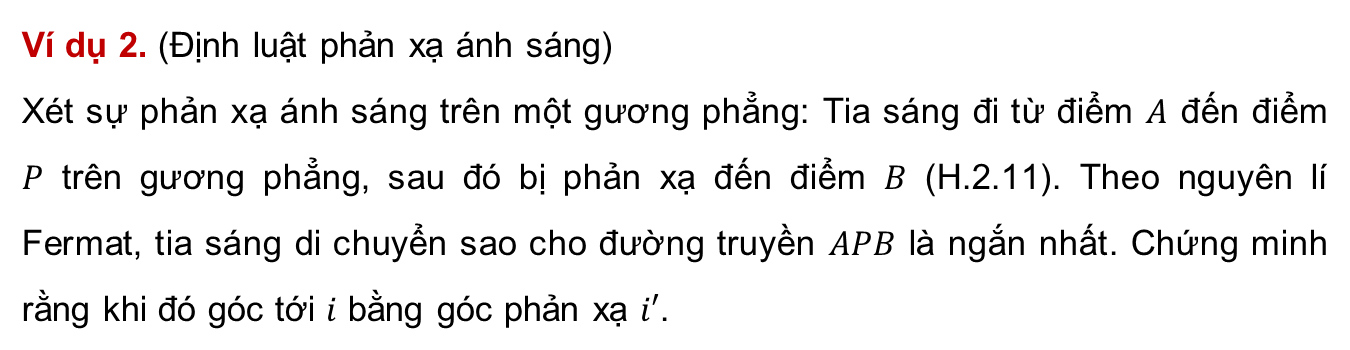 Ví dụ 2. (Định luật phản xạ ánh sáng)
Xét sự phản xạ ánh sáng trên một gương phẳng: Tia sáng đi từ điểm A đến điểm
P trên gương phẳng, sau đó bị phản xạ đến điểm B (H.2.11). Theo nguyên lí
Fermat, tia sáng di chuyển sao cho đường truyền APB là ngắn nhất. Chứng minh
rằng khi đó góc tới i bằng góc phản xạ i′.